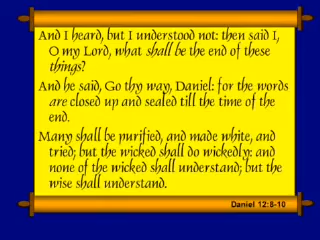 And I heard, but I understood not: then said I,
O my Lord, what shall be the end of these
things?
And he said, Go thy way, Daniel: for the words
are closed up and sealed till the time of the
end.
Many shall be purified, and made white, and
tried; but the wicked shall do wickedly: and
none of the wicked shall understand; but the
wise shall understand.
Daniel 12:8-10